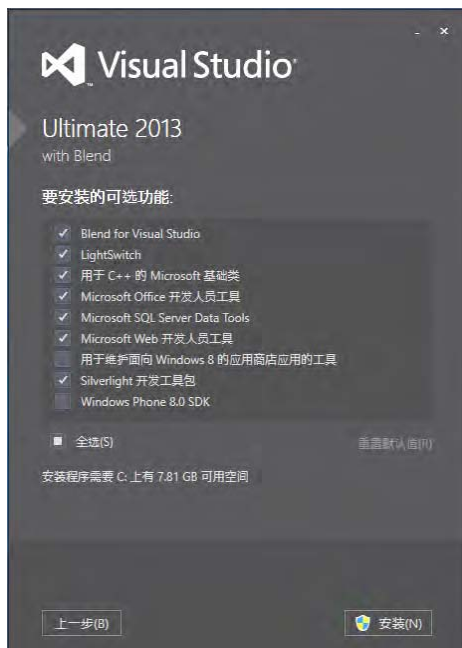 Visual Studio
Ultimate 2013
with Blend
要安装的可选功能:
Blend for Visual Studio
LightSwitch
用于 C++ 的 Microsoft 基础类
Microsoft Office 开发人员工具
Microsoft SQL Server Data Tools
Microsoft Web 开发人员工具
用于维护面向 Windows 8 的应用商店应用的工具
Silverlight 开发工具包
Windows Phone 8.0 SDK
全选(S) 重置默认值(R)
安装程序需要 C: 上有 7.81 GB 可用空间
上一步(B) 安装(N)